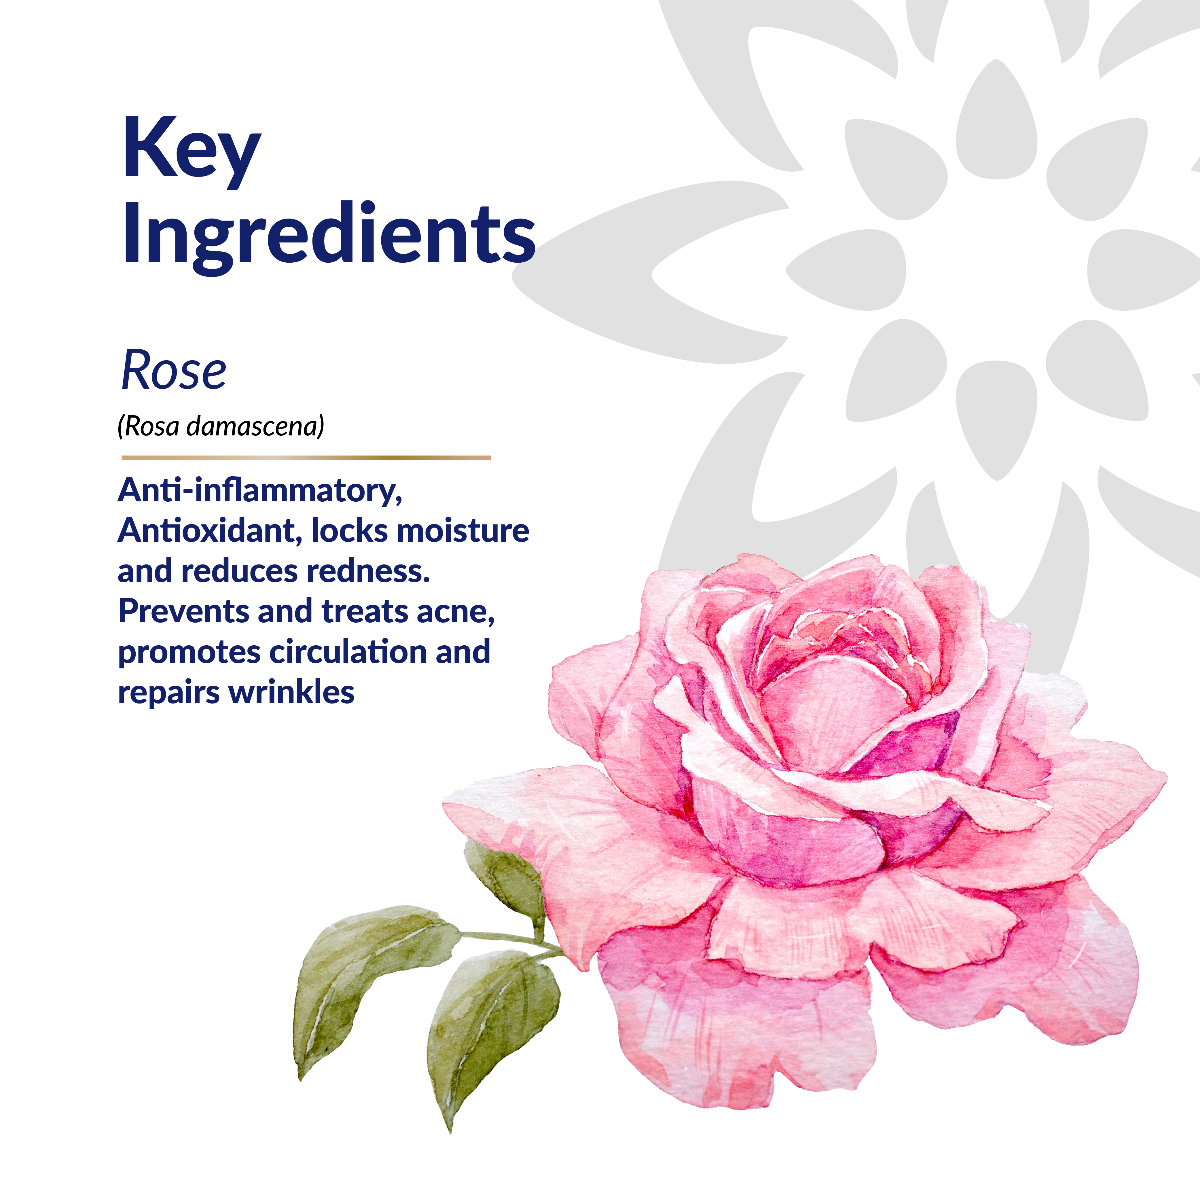 Key
Ingredients
Rose
(Rosa damascena)
Anti-inflammatory,
Antioxidant, locks moisture
and reduces redness.
Prevents and treats acne,
promotes circulation and
repairs wrinkles